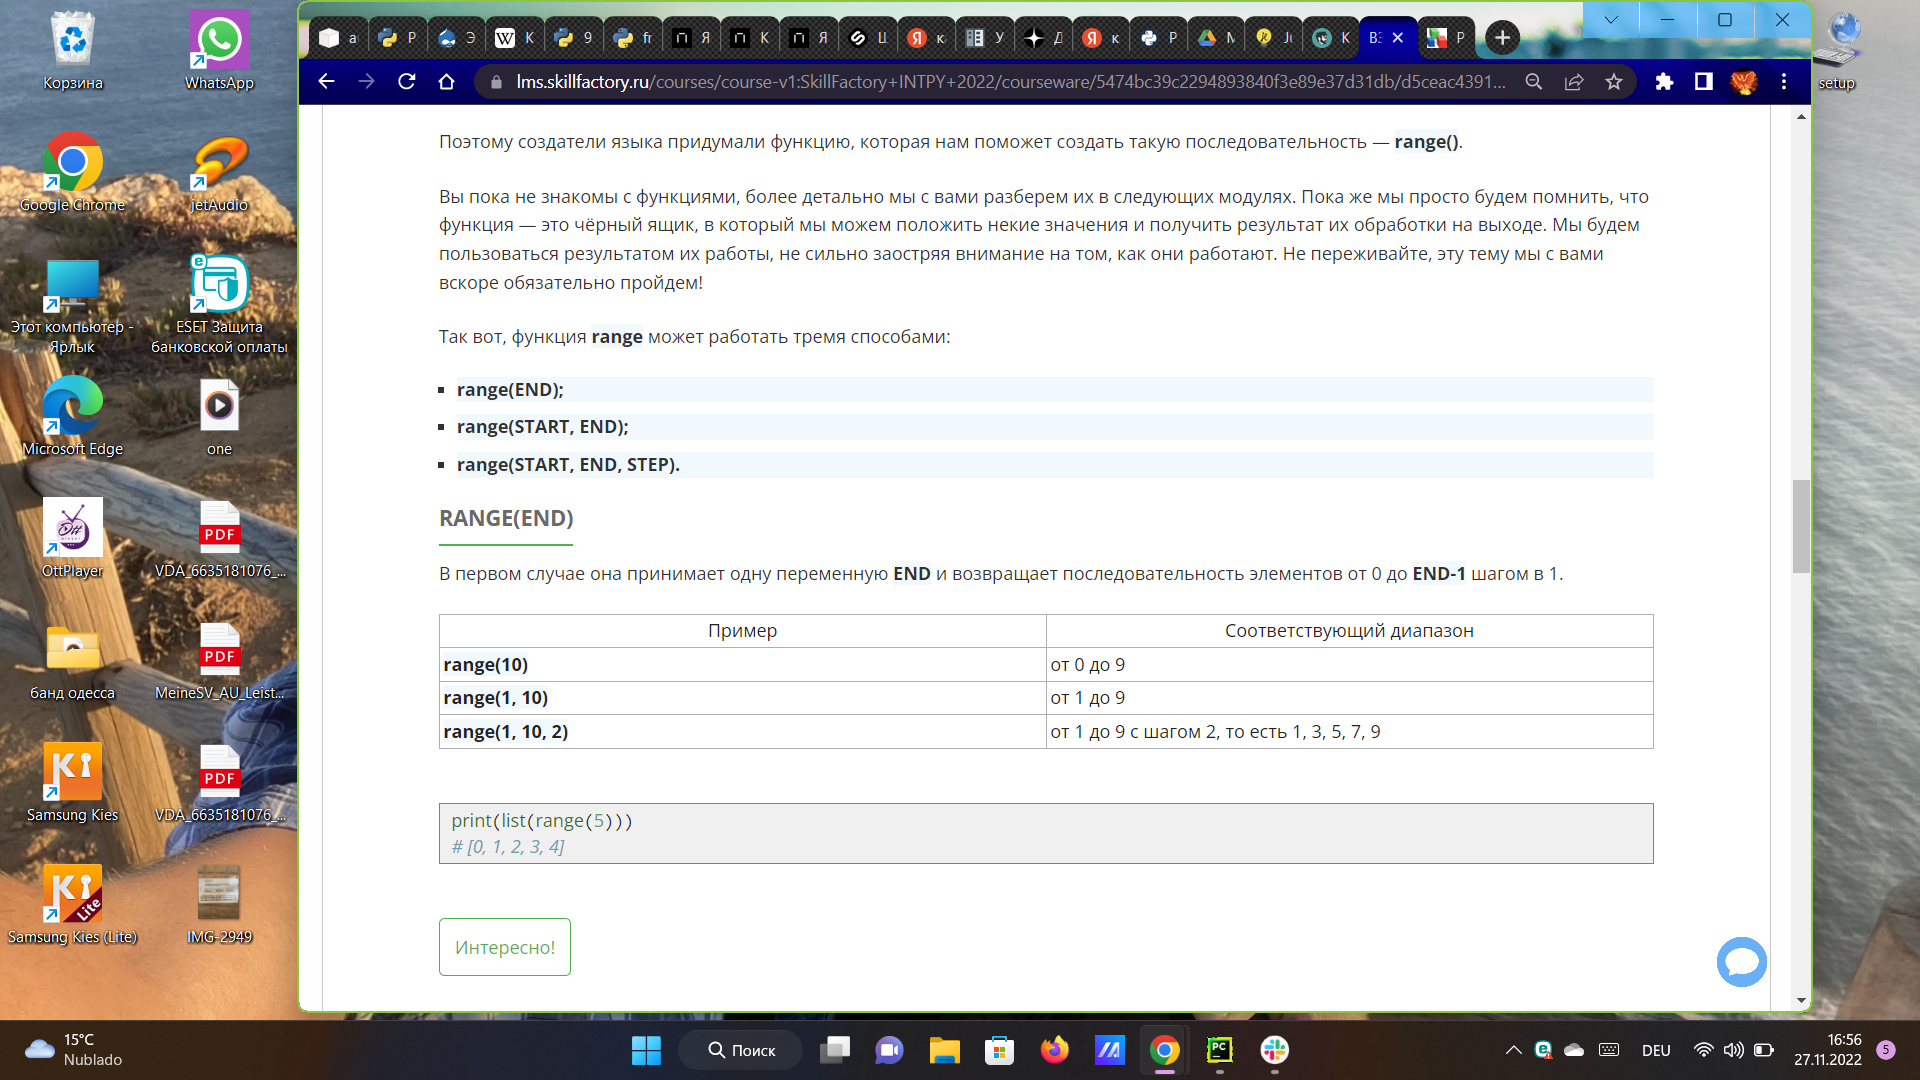 a
P
Э
W
K
9
fr
Я
К
Я
Ц
к
У
Д
к
P
М
Ju
К
ВЗ
Р
lms.skillfactory.ru/courses/course-v1:SkillFactory+INTPY+2022/courseware/5474bc39c2294893840f3e89e37d31db/d5ceac4391...
Корзина
WhatsApp
Google Chrome
jetAudio
Этот компьютер -
Ярлык
ESET Защита
банковской оплаты
Microsoft Edge
one
OttPlayer
PDF
VDA_6635181076_...
банд одесса
PDF
MeineSV_AU_Leist...
Samsung Kies
PDF
VDA_6635181076_...
Lite
Samsung Kies (Lite)
IMG-2949
setup
Поэтому создатели языка придумали функцию, которая нам поможет создать такую последовательность — range().
Вы пока не знакомы с функциями, более детально мы с вами разберем их в следующих модулях. Пока же мы просто будем помнить, что
функция — это чёрный ящик, в который мы можем положить некие значения и получить результат их обработки на выходе. Мы будем
пользоваться результатом их работы, не сильно заостряя внимание на том, как они работают. Не переживайте, эту тему мы с вами
вскоре обязательно пройдем!
Так вот, функция range может работать тремя способами:
range(END);
range(START, END);
range(START, END, STEP).
RANGE(END)
В первом случае она принимает одну переменную END и возвращает последовательность элементов от 0 до END-1 шагом в 1.
Пример Соответствующий диапазон
range(10) от 0 до 9
range(1, 10) от 1 до 9
range(1, 10, 2) от 1 до 9 с шагом 2, то есть 1, 3, 5, 7, 9
print(list(range(5)))
# [0, 1, 2, 3, 4]
Интересно!
15°C
Nublado
Поиск
PC
DEU
16:56
27.11.2022
5